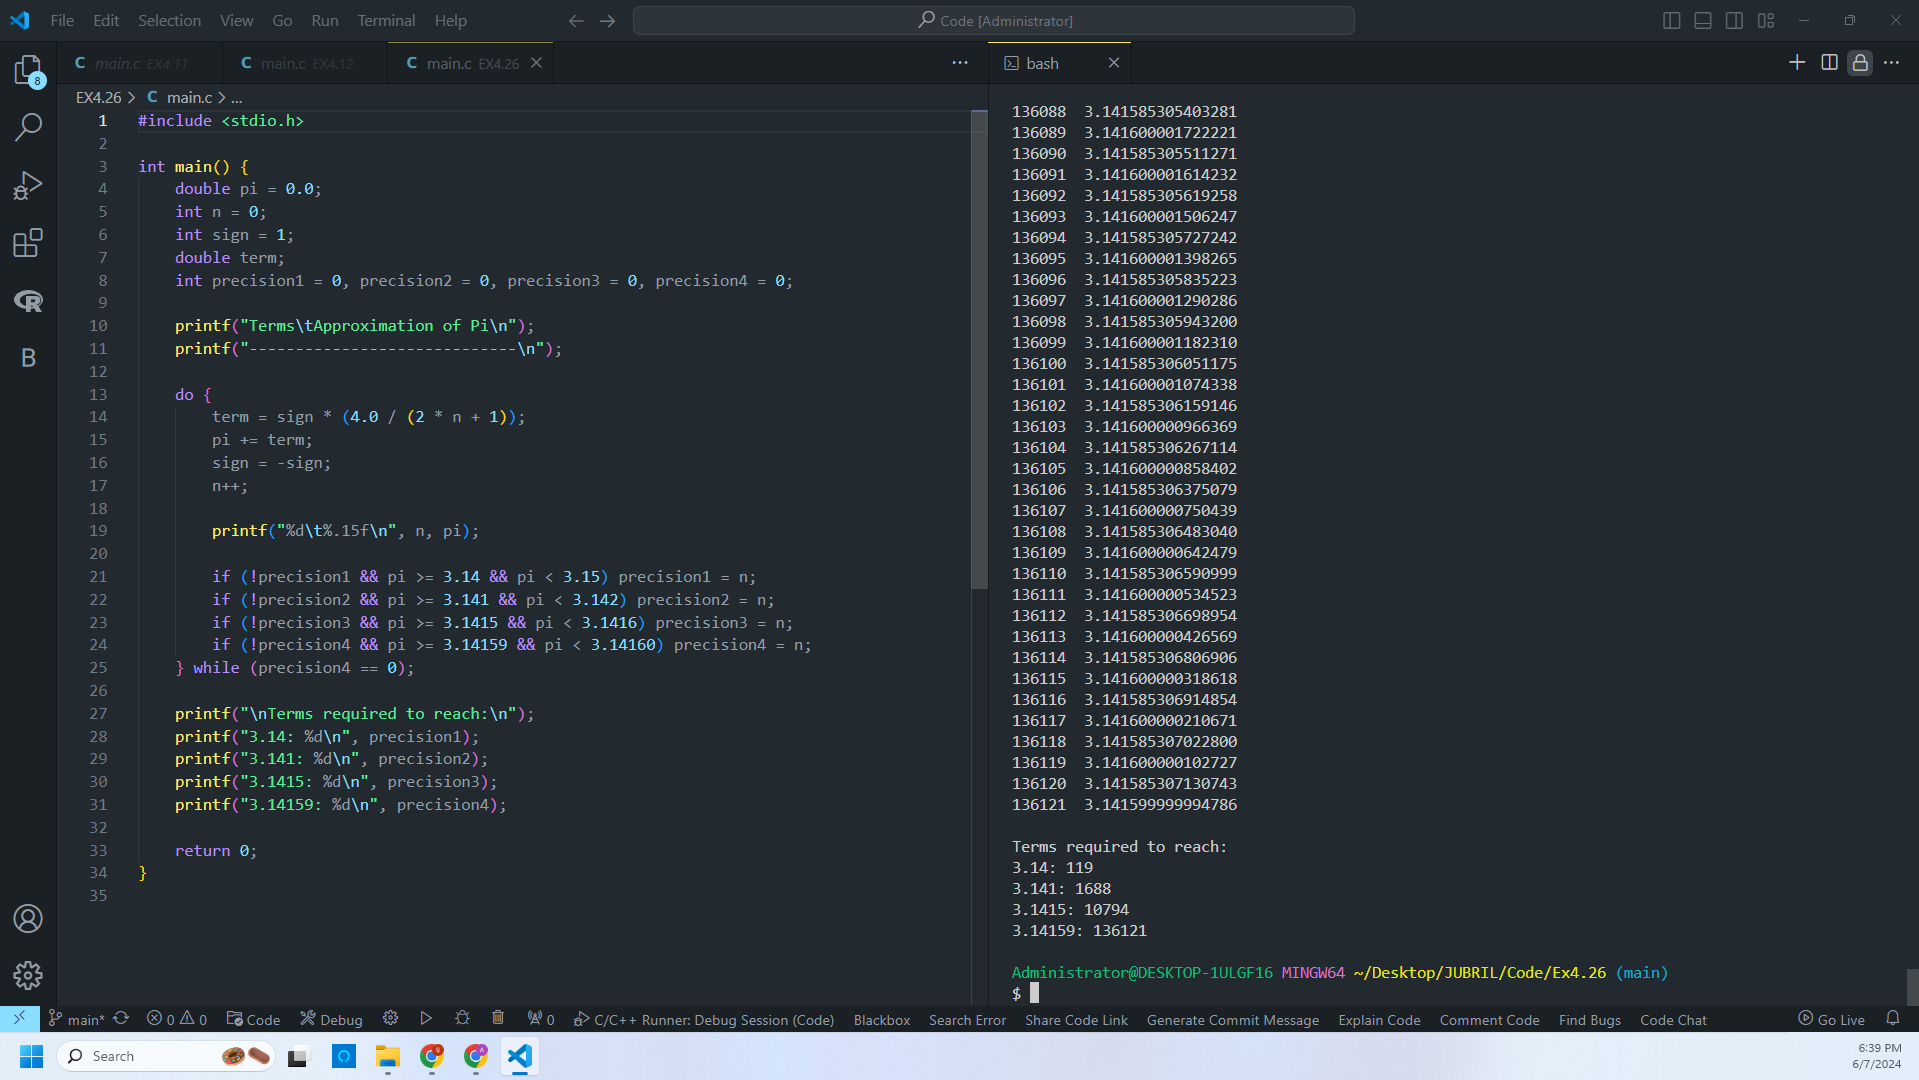 File Edit Selection View Go Run Terminal Help
Code [Administrator]
main.c EX4.11
main.c EX4.12
C main.c EX4.26
bash
8
EX4.26 > C main.c > ...
1 #include <stdio.h>
2
3 int main() {
4 double pi = 0.0;
5 int n = 0;
6 int sign = 1;
7 double term;
8 int precision1 = 0, precision2 = 0, precision3 = 0, precision4 = 0;
9
10 printf("Terms\tApproximation of Pi\n");
11 printf("-----------------------------\n");
12
13 do {
14 term = sign * (4.0 / (2 * n + 1));
15 pi += term;
16 sign = -sign;
17 n++;
18
19 printf("%d\t%.15f\n", n, pi);
20
21 if (!precision1 && pi >= 3.14 && pi < 3.15) precision1 = n;
22 if (!precision2 && pi >= 3.141 && pi < 3.142) precision2 = n;
23 if (!precision3 && pi >= 3.1415 && pi < 3.1416) precision3 = n;
24 if (!precision4 && pi >= 3.14159 && pi < 3.14160) precision4 = n;
25 } while (precision4 == 0);
26
27 printf("\nTerms required to reach:\n");
28 printf("3.14: %d\n", precision1);
29 printf("3.141: %d\n", precision2);
30 printf("3.1415: %d\n", precision3);
31 printf("3.14159: %d\n", precision4);
32
33 return 0;
34 }
35
136088 3.141585305403281
136089 3.141600001722221
136090 3.141585305511271
136091 3.141600001614232
136092 3.141585305619258
136093 3.141600001506247
136094 3.141585305727242
136095 3.141600001398265
136096 3.141585305835223
136097 3.141600001290286
136098 3.141585305943200
136099 3.141600001182310
136100 3.141585306051175
136101 3.141600001074338
136102 3.141585306159146
136103 3.141600000966369
136104 3.141585306267114
136105 3.141600000858402
136106 3.141585306375079
136107 3.141600000750439
136108 3.141585306483040
136109 3.141600000642479
136110 3.141585306590999
136111 3.141600000534523
136112 3.141585306698954
136113 3.141600000426569
136114 3.141585306806906
136115 3.141600000318618
136116 3.141585306914854
136117 3.141600000210671
136118 3.141585307022800
136119 3.141600000102727
136120 3.141585307130743
136121 3.141599999994786
Terms required to reach:
3.14: 119
3.141: 1688
3.1415: 10794
3.14159: 136121
Administrator@DESKTOP-1ULGF16 MINGW64 ~/Desktop/JUBRIL/Code/Ex4.26 (main)
$
main* 0 0 Code Debug 0 C/C++ Runner: Debug Session (Code) Blackbox Search Error Share Code Link Generate Commit Message Explain Code Comment Code Find Bugs Code Chat Go Live
Search
6:39 PM
6/7/2024